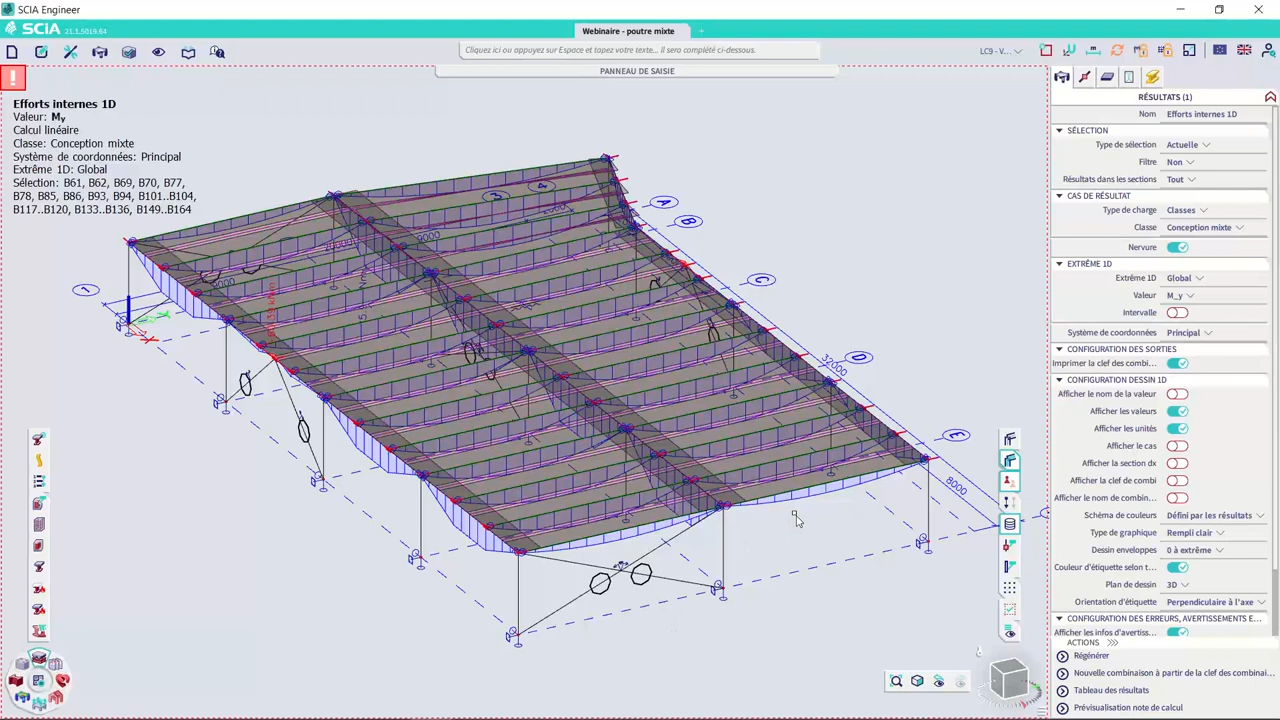 SCIA Engineer
SCIA 21.1.5019.64
Webinaire - poutre mixte
Cliquez ici ou appuyez sur Espace et tapez votre texte... il sero complété ci-dessous.
LC9 - V...
PANNEAU DE SAISIE
Efforts internes 1D
Valeur: My
Calcul linéaire
Classe: Conception mixte
Système de coordonnées: Principal
Extrême 1D: Global
Sélection: B61, B62, B69, B70, B77,
B78, B85, B86, B93, B94, B101..B104,
B117..B120, B133..B136, B149..B164
A
B
C
D
E
1
3
4
32000
8000
RÉSULTATS (1)
Nom Efforts internes 1D
SÉLECTION
Type de sélection Actuelle
Filtre Non
Résultats dans les sections Tout
CAS DE RÉSULTAT
Type de charge Classes
Classe Conception mixte
Nervure
EXTRÊME 1D
Extrême 1D Global
Valeur M_y
Intervalle
Système de coordonnées Principal
CONFIGURATION DES SORTIES
Imprimer la clef des combi...
CONFIGURATION DESSIN 1D
Afficher le nom de la valeur
Afficher les valeurs
Afficher les unités
Afficher le cas
Afficher la section dx
Afficher la clef de combi
Afficher le nom de combin...
Schéma de couleurs Défini par les résultats
Type de graphique Rempli clair
Dessin enveloppes 0 à extrême
Couleur d'étiquette selon t...
Plan de dessin 3D
Orientation d'étiquette Perpendiculaire à l'axe
CONFIGURATION DES ERREURS, AVERTISSEMENTS E...
Afficher les infos d'avertiss...
ACTIONS >>>
Régénérer
Nouvelle combinaison à partir de la clef des combinai...
Tableau des résultats
Prévisualisation note de calcul